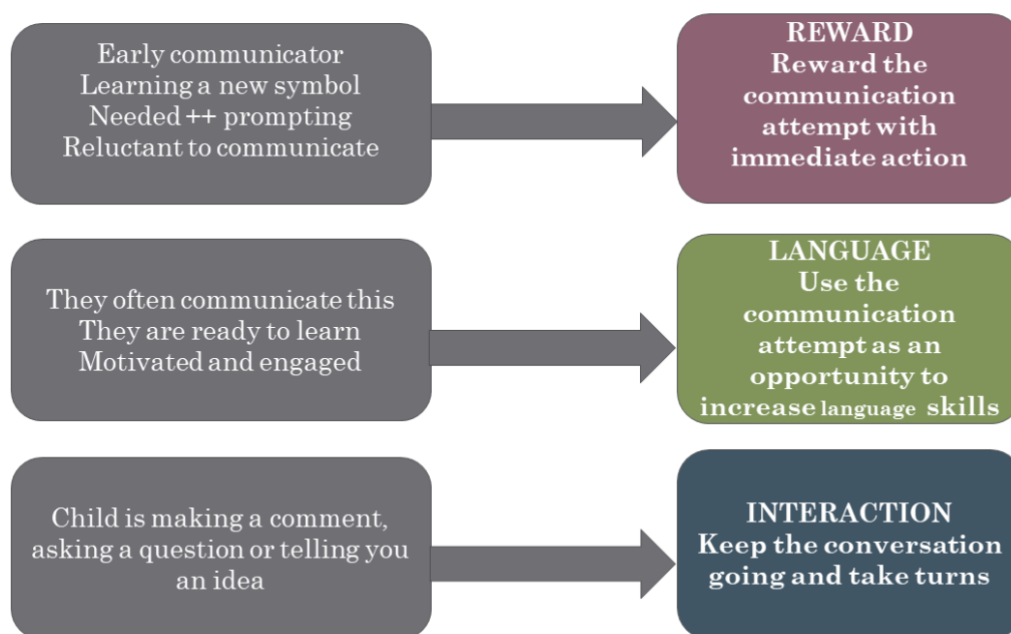 Early communicator
Learning a new symbol
Needed ++ prompting
Reluctant to communicate
REWARD
Reward the
communication
attempt with
immediate action
They often communicate this
They are ready to learn
Motivated and engaged
LANGUAGE
Use the
communication
attempt as an
opportunity to
increase language skills
Child is making a comment,
asking a question or telling you
an idea
INTERACTION
Keep the conversation
going and take turns